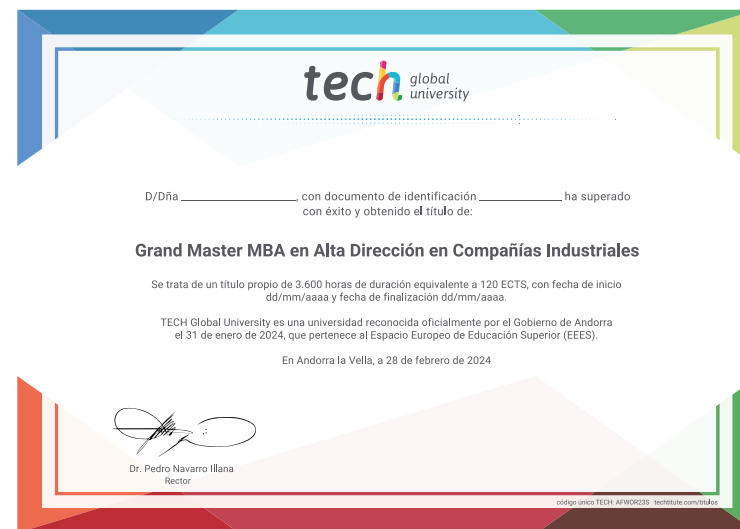 tech global university
D/Dña ______________, con documento de identificación ______________ ha superado
con éxito y obtenido el título de:
Grand Master MBA en Alta Dirección en Compañías Industriales
Se trata de un título propio de 3.600 horas de duración equivalente a 120 ECTS, con fecha de inicio
dd/mm/aaaa y fecha de finalización dd/mm/aaaa.
TECH Global University es una universidad reconocida oficialmente por el Gobierno de Andorra
el 31 de enero de 2024, que pertenece al Espacio Europeo de Educación Superior (EEES).
En Andorra la Vella, a 28 de febrero de 2024
Dr. Pedro Navarro Illana
Rector
código único TECH: AFWOR23S techtitute.com/titulos